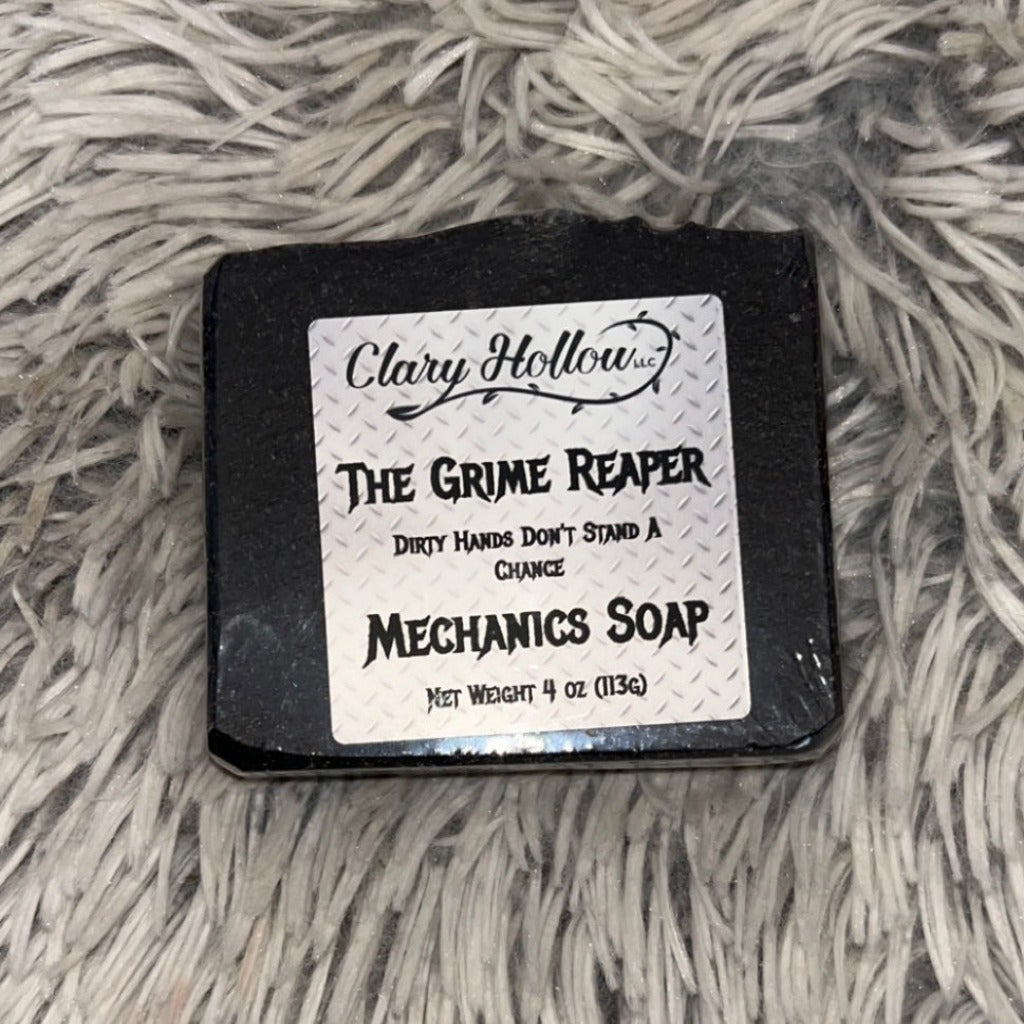 Clary Hollow LLC
The Grime Reaper
Dirty Hands Don't Stand A
Chance
Mechanics Soap
Net Weight 4 oz (113g)